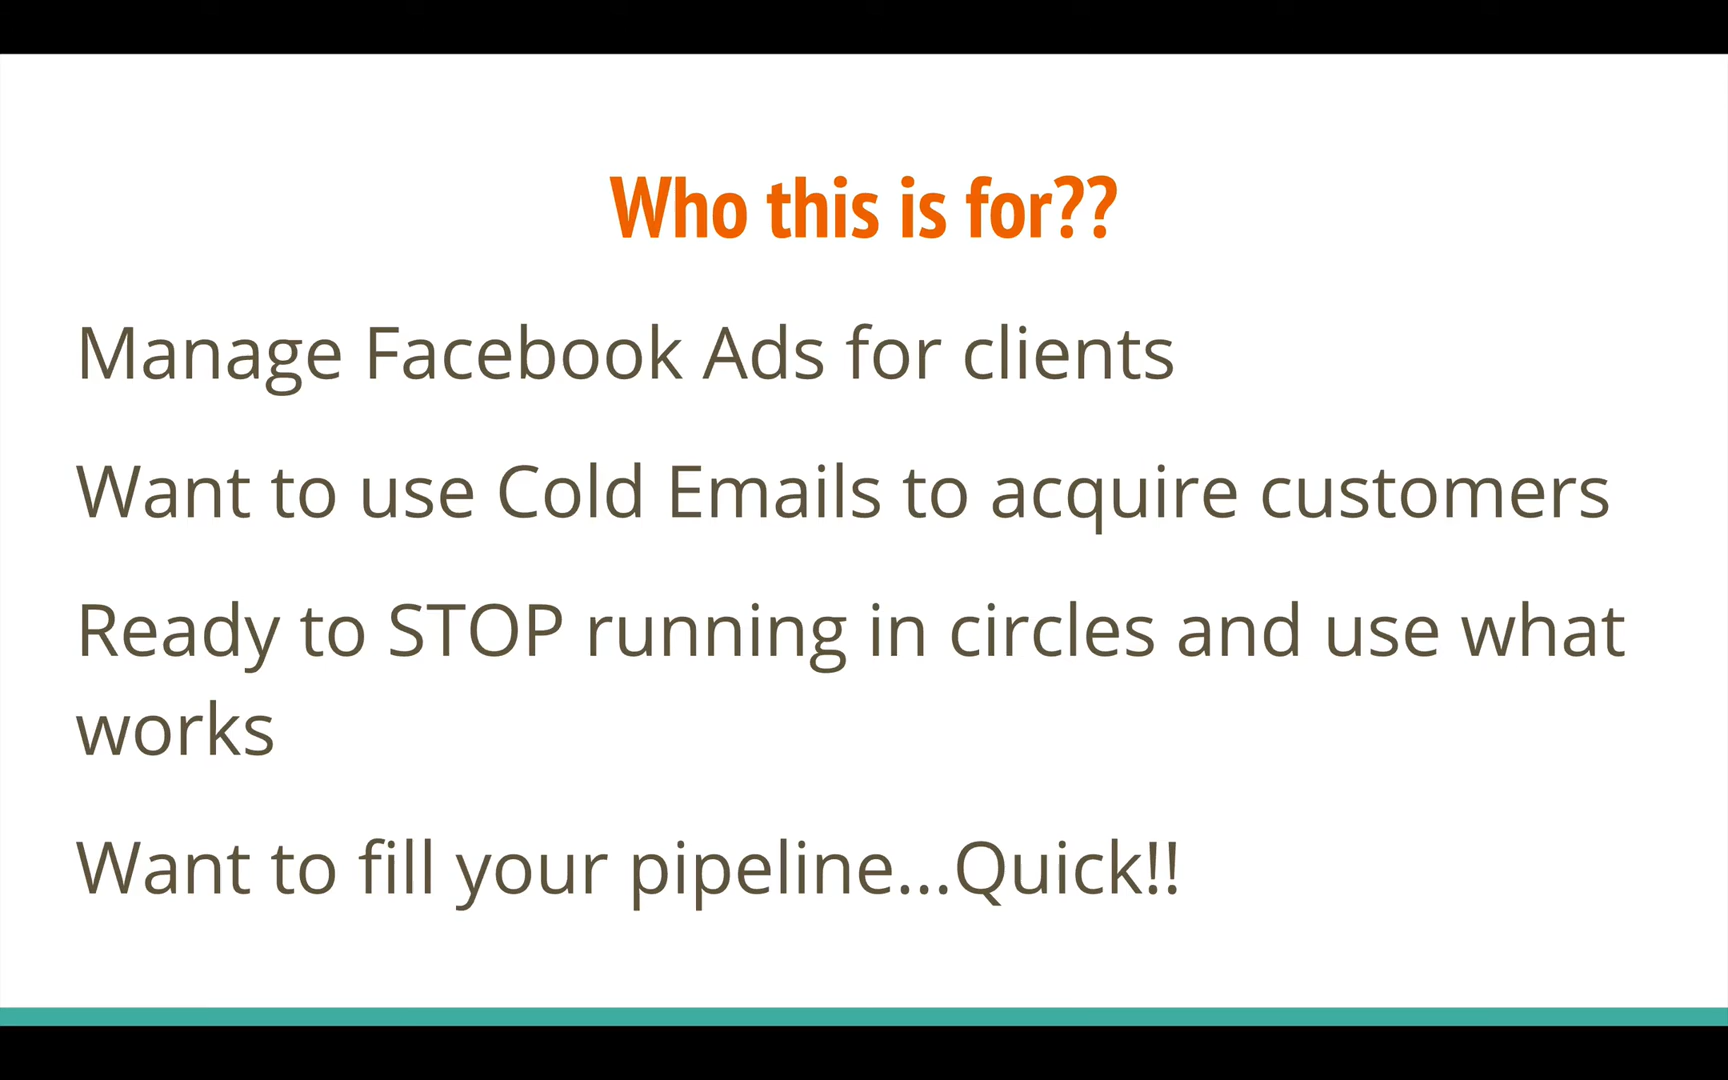 Who this is for??
Manage Facebook Ads for clients
Want to use Cold Emails to acquire customers
Ready to STOP running in circles and use what
works
Want to fill your pipeline...Quick!!